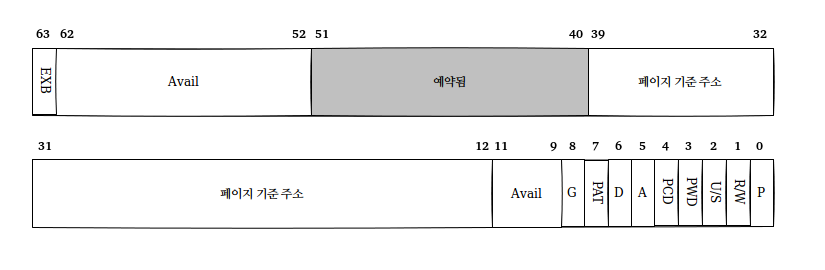 63 62 52 51 40 39 32
EXB Avail 예약됨 페이지 기준 주소
31 12 11 9 8 7 6 5 4 3 2 1 0
페이지 기준 주소 Avail G PAT D A PCD PWD U/S R/W P